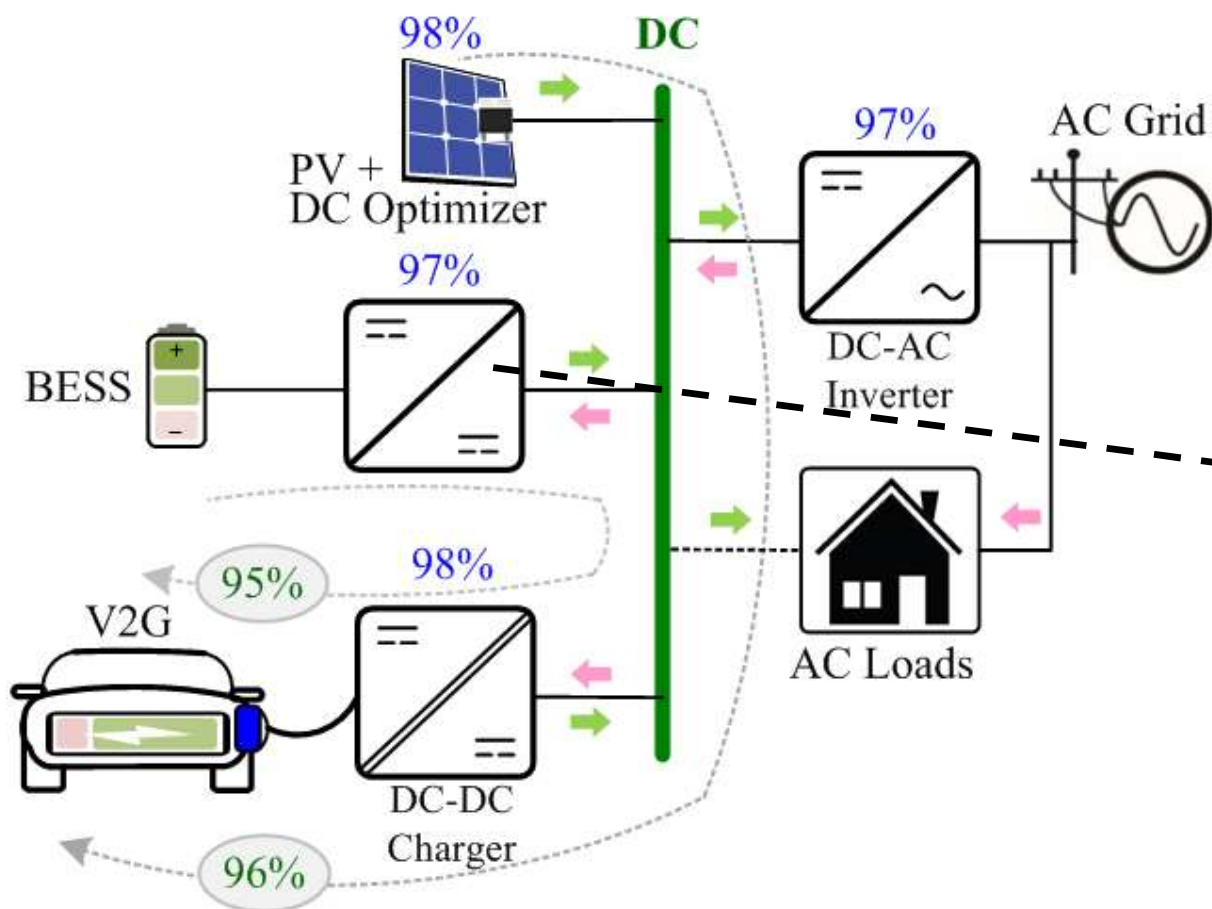 98%
DC
PV +
DC Optimizer
97%
AC Grid
97%
BESS
+
−
DC-AC
Inverter
95%
98%
V2G
AC Loads
DC-DC
Charger
96%